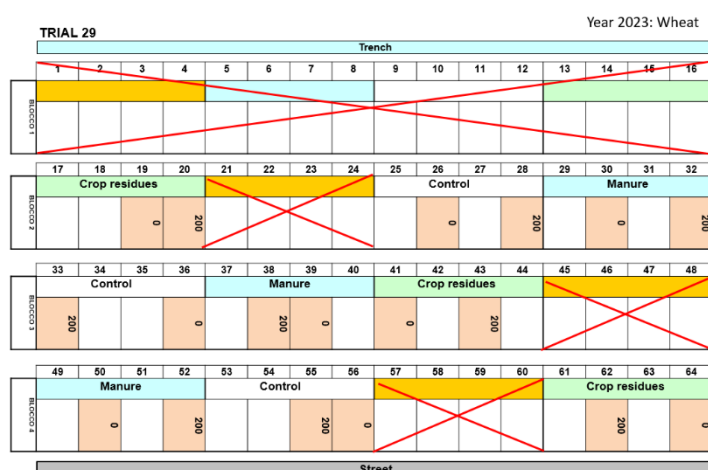 Year 2023: Wheat
TRIAL 29
Trench
1 2 3 4 5 6 7 8 9 10 11 12 13 14 15 16
BLOCCO 1
17 18 19 20 21 22 23 24 25 26 27 28 29 30 31 32
Crop residues Control Manure
BLOCCO 2
0 200 0 200 0 200
33 34 35 36 37 38 39 40 41 42 43 44 45 46 47 48
Control Manure Crop residues
BLOCCO 3
200 0 200 0 0 200
49 50 51 52 53 54 55 56 57 58 59 60 61 62 63 64
Manure Control Crop residues
BLOCCO 4
0 200 200 0 200 0
Street